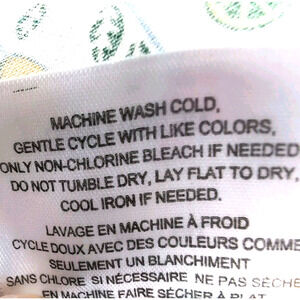 MACHINE WASH COLD,
GENTLE CYCLE WITH LIKE COLORS,
ONLY NON-CHLORINE BLEACH IF NEEDED
DO NOT TUMBLE DRY, LAY FLAT TO DRY,
COOL IRON IF NEEDED.
LAVAGE EN MACHINE À FROID
CYCLE DOUX AVEC DES COULEURS COMME
SEULEMENT UN BLANCHIMENT
SANS CHLORE SI NÉCESSAIRE NE PAS SÉCHER
EN MACHINE FAIRE SÉCHER À PLAT